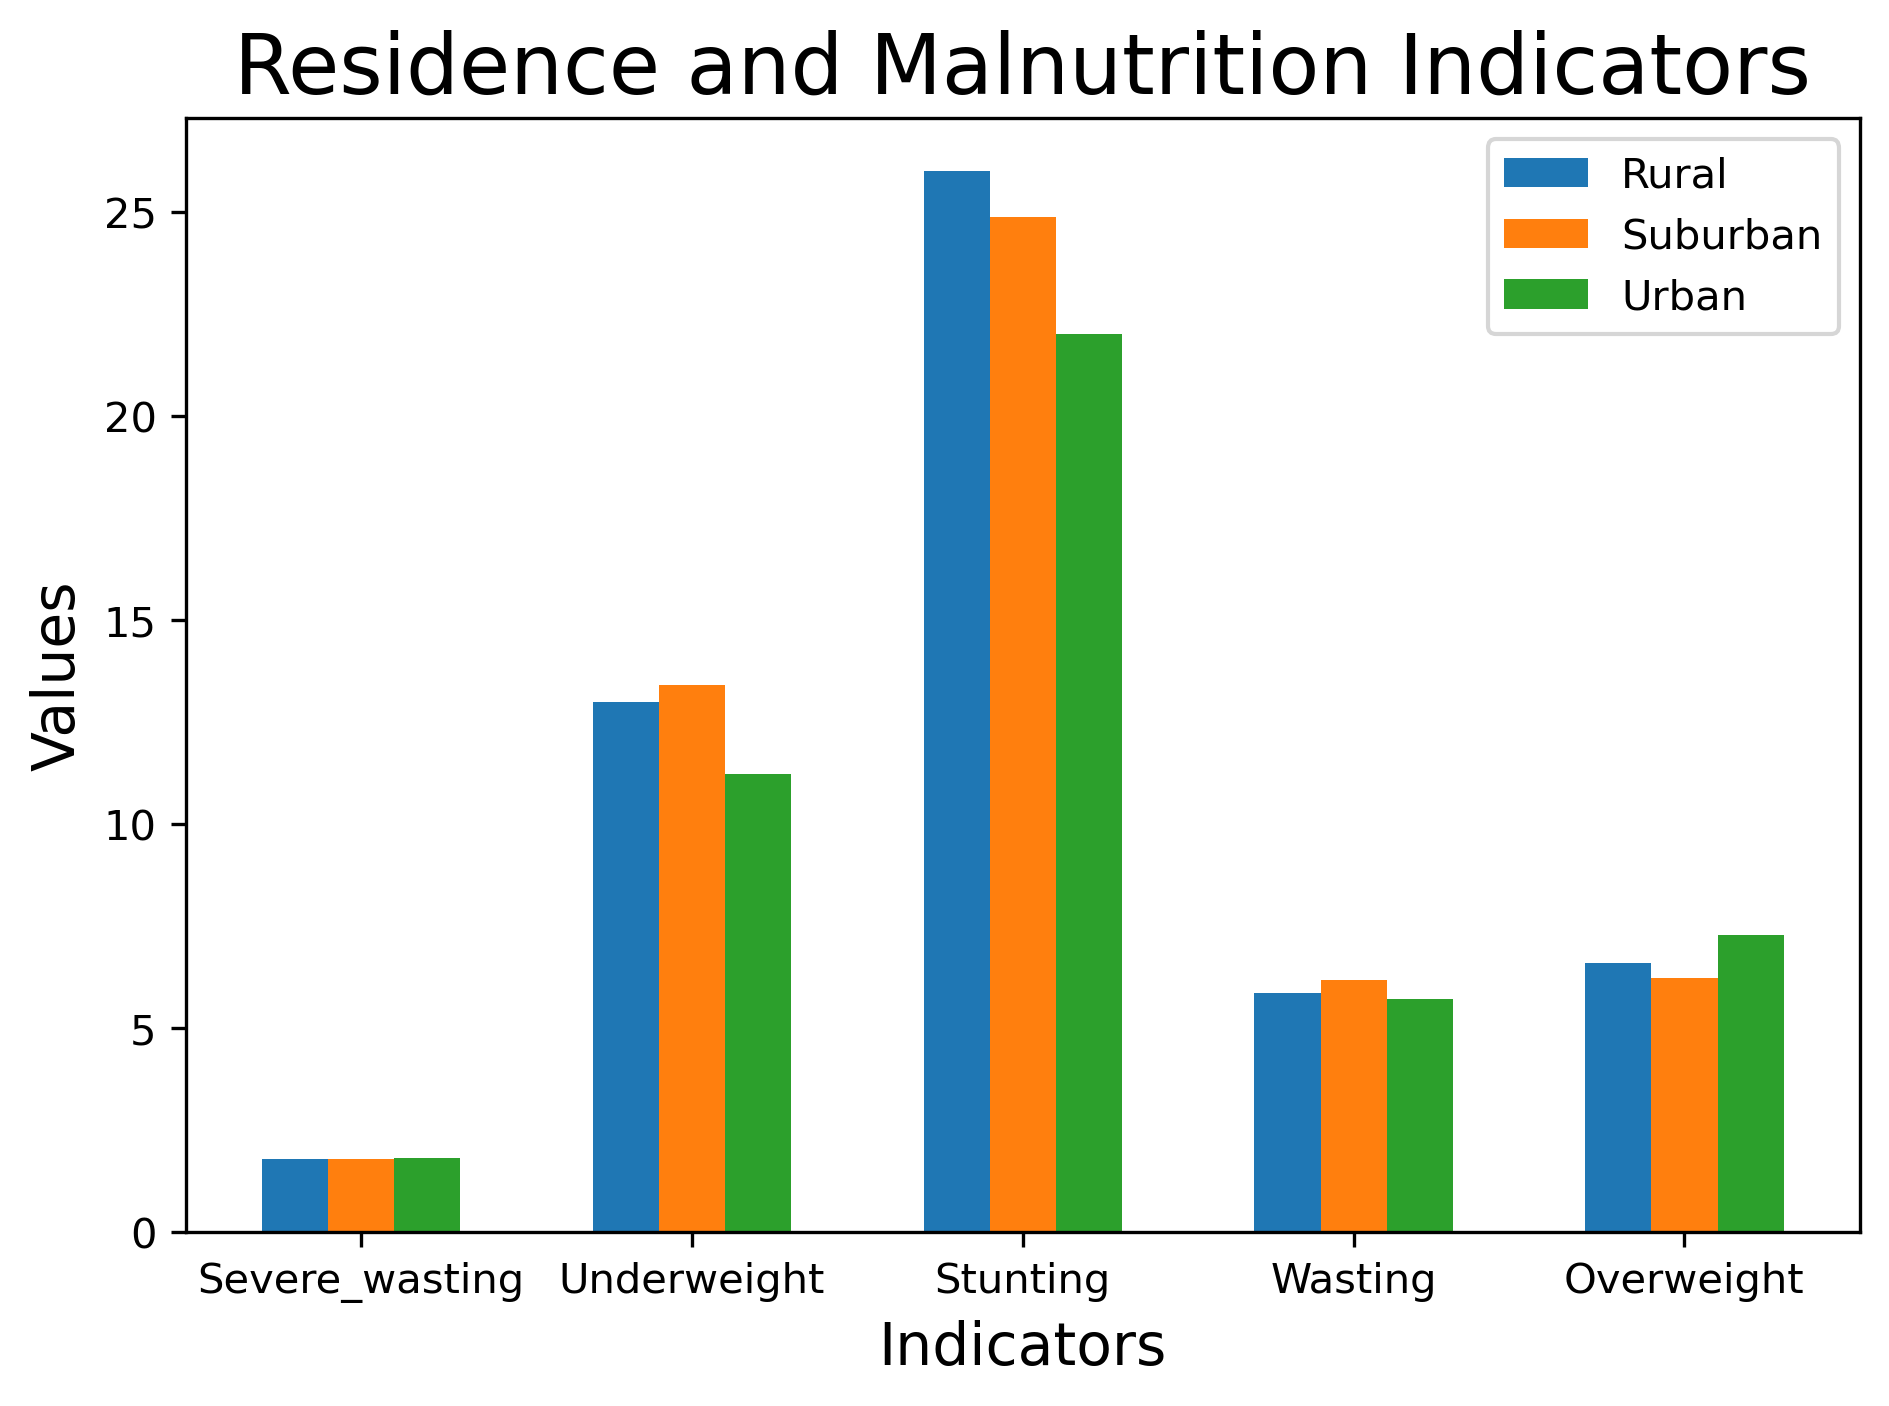 Residence and Malnutrition Indicators
Rural
Suburban
Urban
25
20
15
10
5
0
Values
Severe_wasting Underweight Stunting Wasting Overweight
Indicators